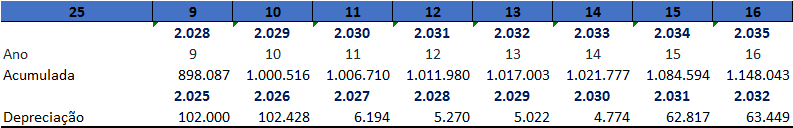 25 9 10 11 12 13 14 15 16
2.028 2.029 2.030 2.031 2.032 2.033 2.034 2.035
Ano 9 10 11 12 13 14 15 16
Acumulada 898.087 1.000.516 1.006.710 1.011.980 1.017.003 1.021.777 1.084.594 1.148.043
2.025 2.026 2.027 2.028 2.029 2.030 2.031 2.032
Depreciação 102.000 102.428 6.194 5.270 5.022 4.774 62.817 63.449